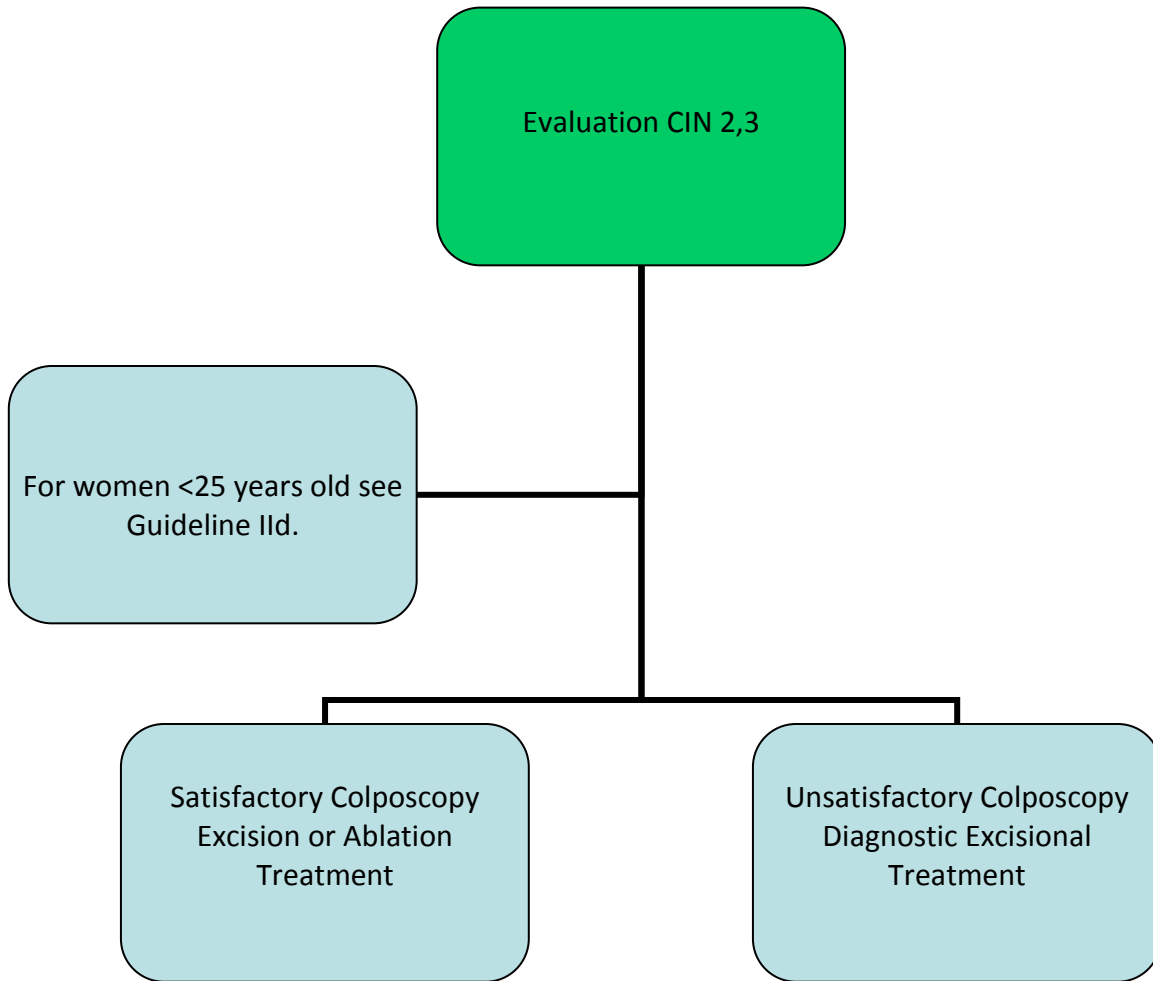 Evaluation CIN 2,3
For women <25 years old see
Guideline IId.
Satisfactory Colposcopy
Excision or Ablation
Treatment
Unsatisfactory Colposcopy
Diagnostic Excisional
Treatment